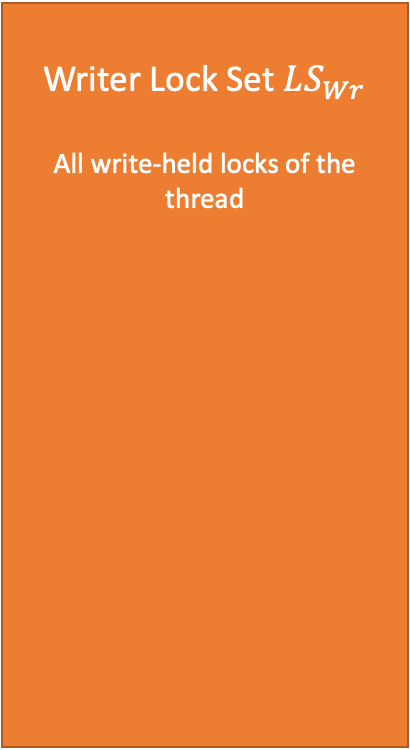 Writer Lock Set LS_Wr
All write-held locks of the
thread